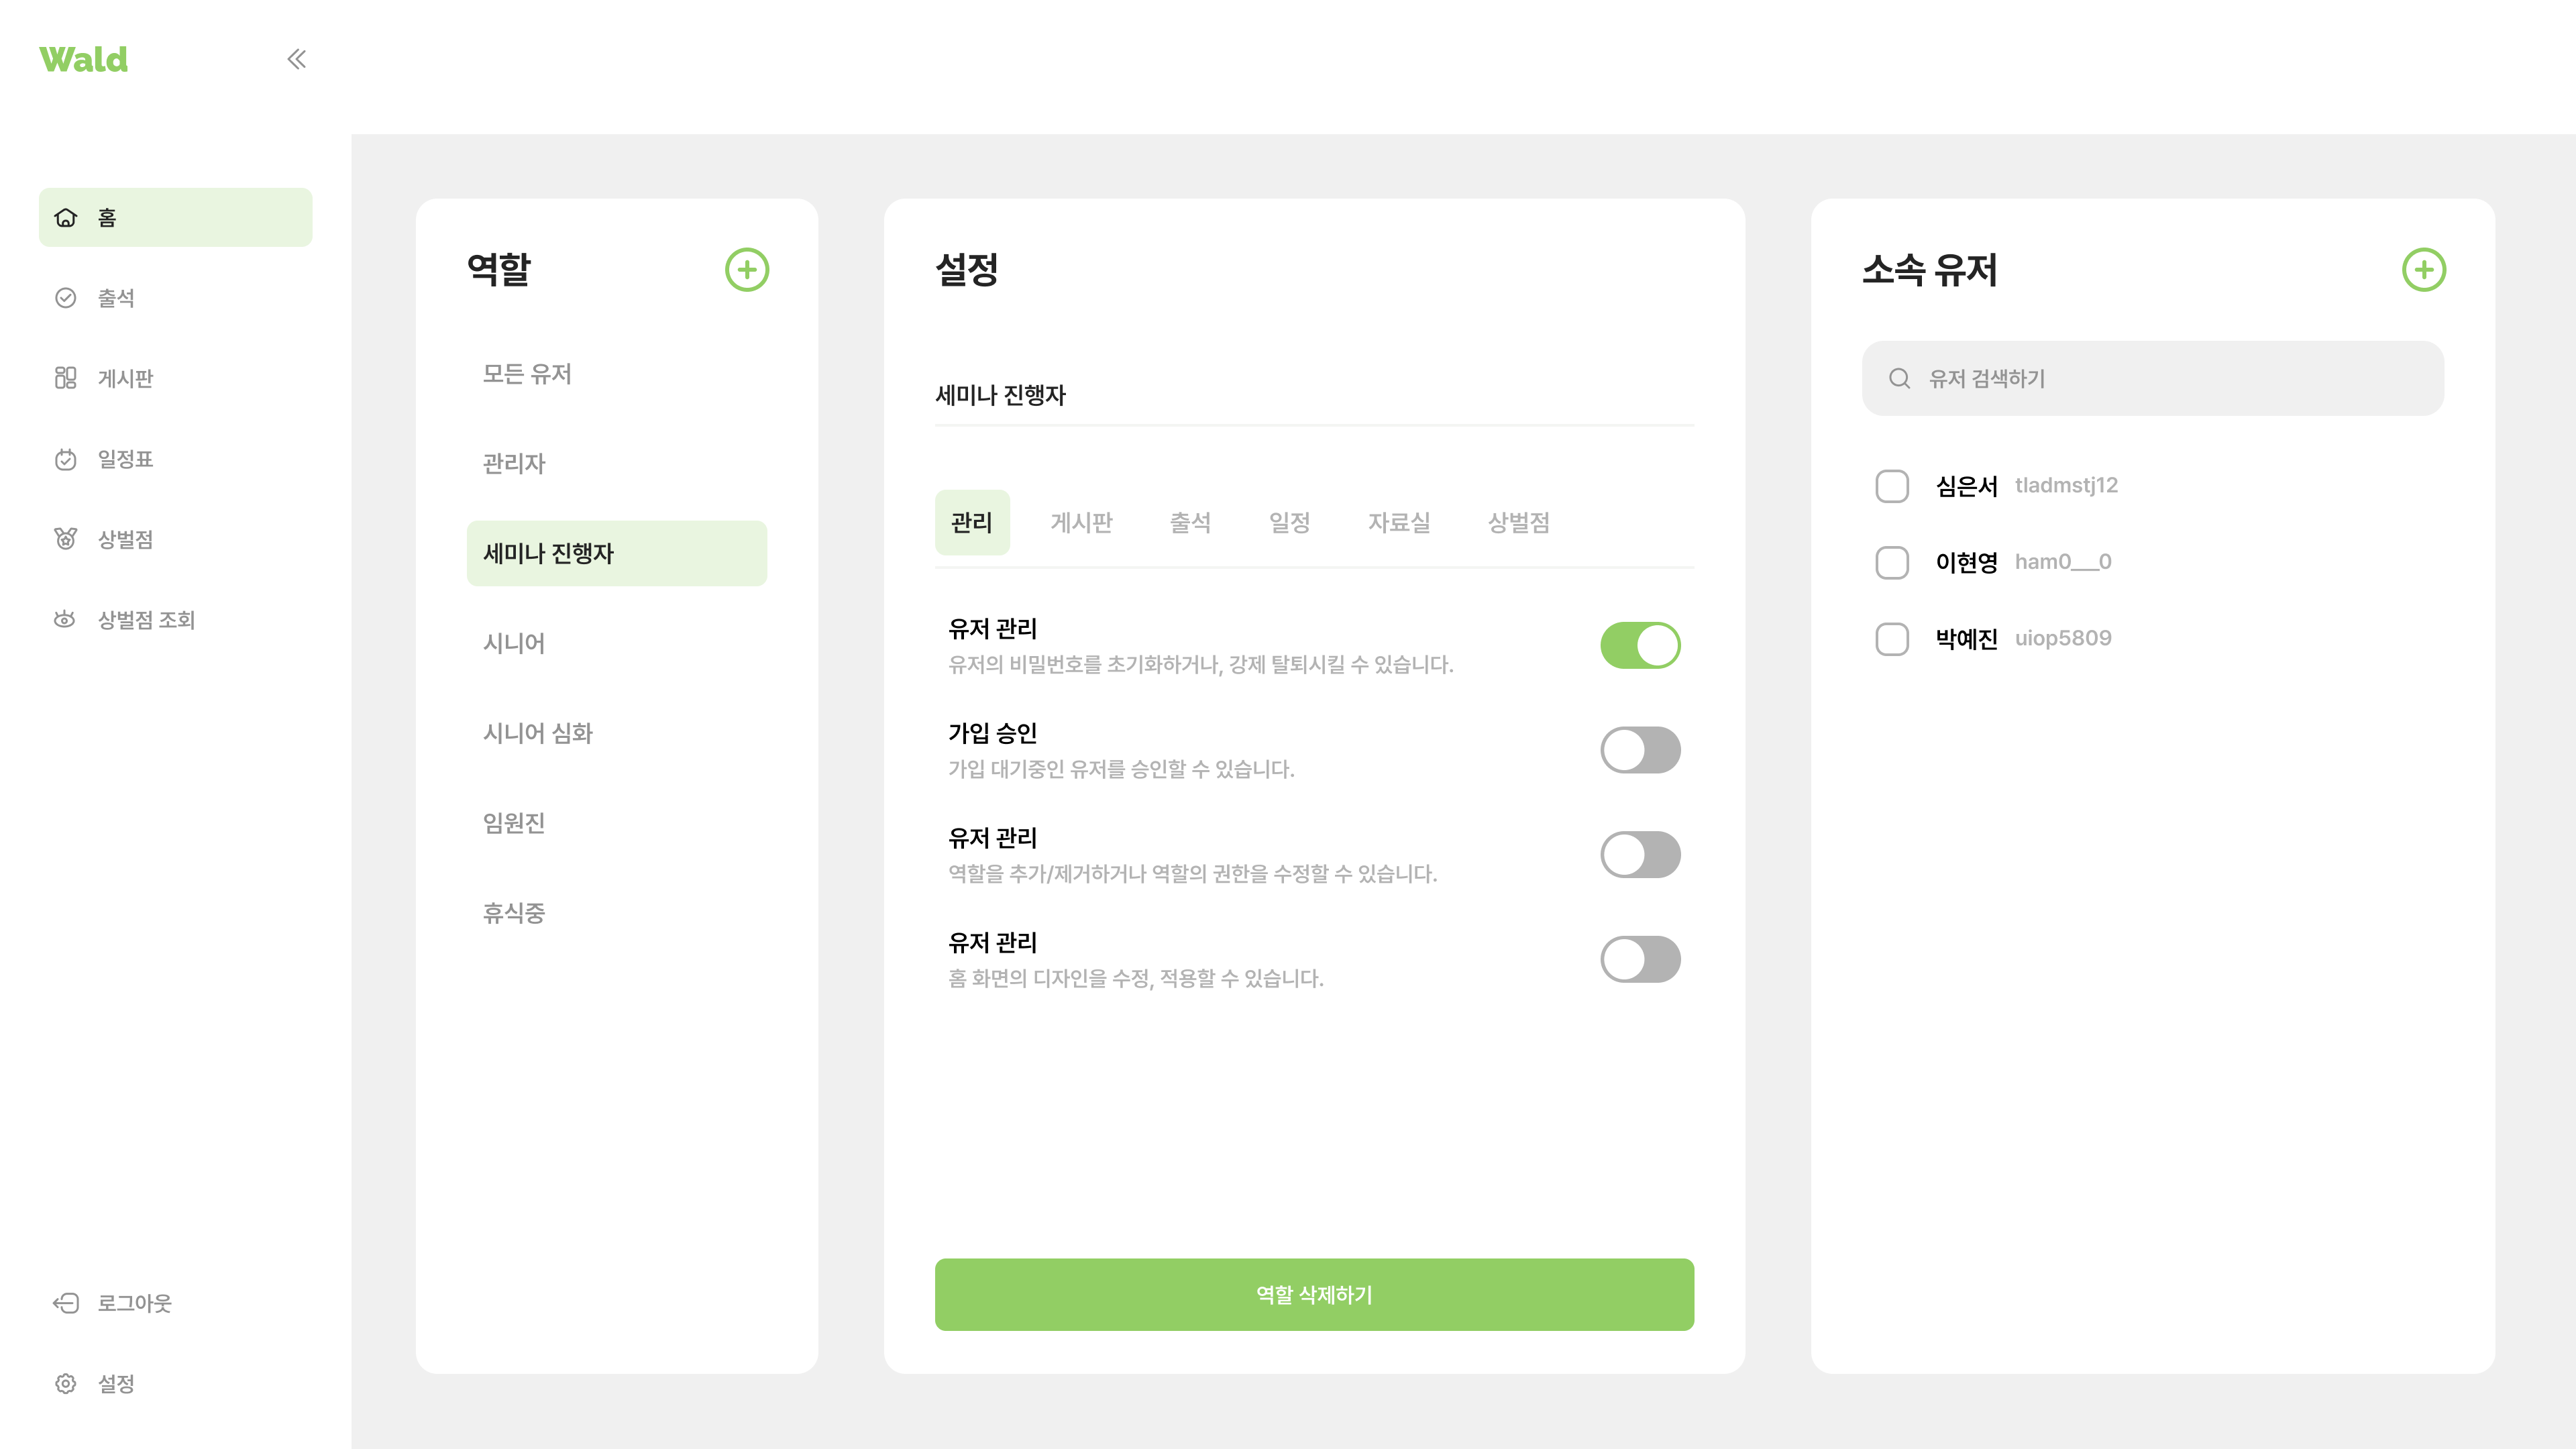 Wald
홈
출석
게시판
일정표
상벌점
상벌점 조회
로그아웃
설정
역할
모든 유저
관리자
세미나 진행자
시니어
시니어 심화
임원진
휴식중
설정
세미나 진행자
관리 게시판 출석 일정 자료실 상벌점
유저 관리
유저의 비밀번호를 초기화하거나, 강제 탈퇴시킬 수 있습니다.
가입 승인
가입 대기중인 유저를 승인할 수 있습니다.
유저 관리
역할을 추가/제거하거나 역할의 권한을 수정할 수 있습니다.
유저 관리
홈 화면의 디자인을 수정, 적용할 수 있습니다.
역할 삭제하기
소속 유저
유저 검색하기
심은서 tladmstj12
이현영 ham0__0
박예진 uiop5809